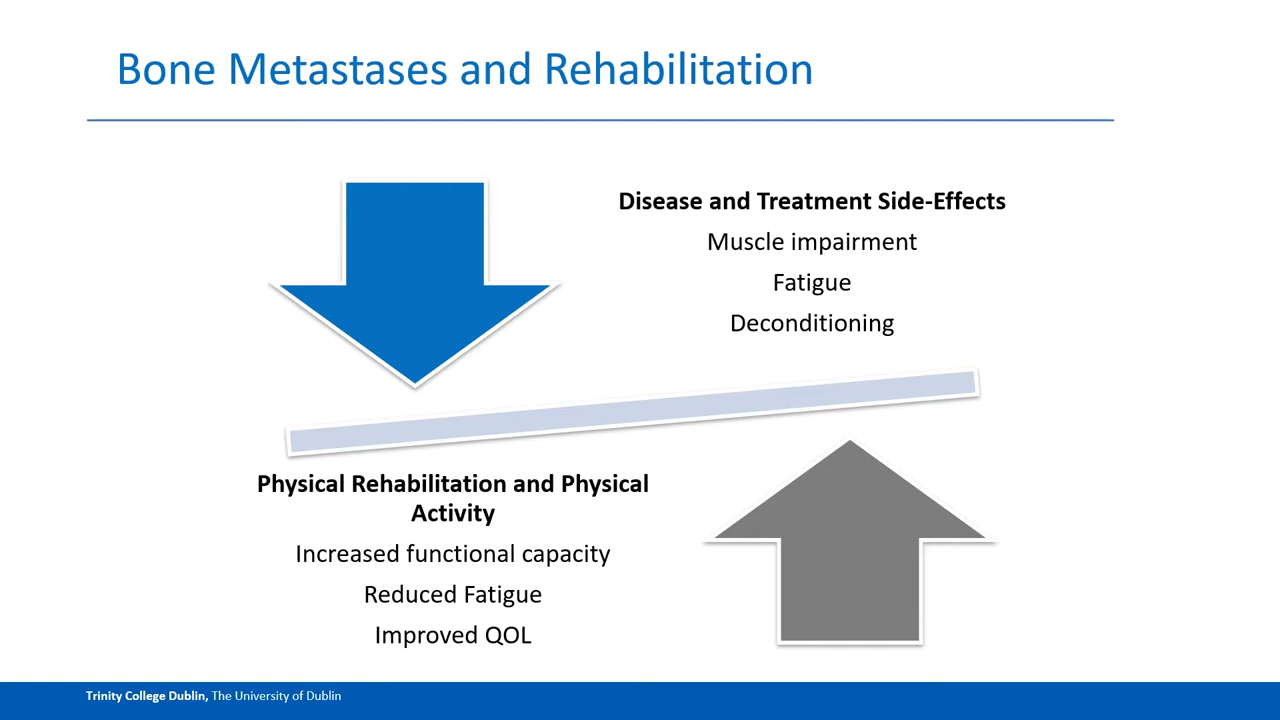 Bone Metastases and Rehabilitation
Disease and Treatment Side-Effects
Muscle impairment
Fatigue
Deconditioning
Physical Rehabilitation and Physical
Activity
Increased functional capacity
Reduced Fatigue
Improved QOL
Trinity College Dublin, The University of Dublin